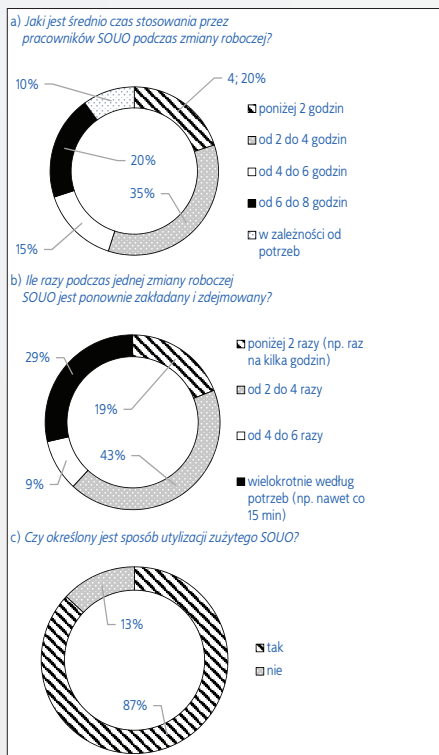 a) Jaki jest średnio czas stosowania przez
pracowników SOUO podczas zmiany roboczej?
10%
4; 20%
20%
35%
15%
poniżej 2 godzin
od 2 do 4 godzin
od 4 do 6 godzin
od 6 do 8 godzin
w zależności od
potrzeb
b) Ile razy podczas jednej zmiany roboczej
SOUO jest ponownie zakładany i zdejmowany?
29%
19%
43%
9%
poniżej 2 razy (np. raz
na kilka godzin)
od 2 do 4 razy
od 4 do 6 razy
wielokrotnie według
potrzeb (np. nawet co
15 min)
c) Czy określony jest sposób utylizacji zużytego SOUO?
13%
87%
tak
nie